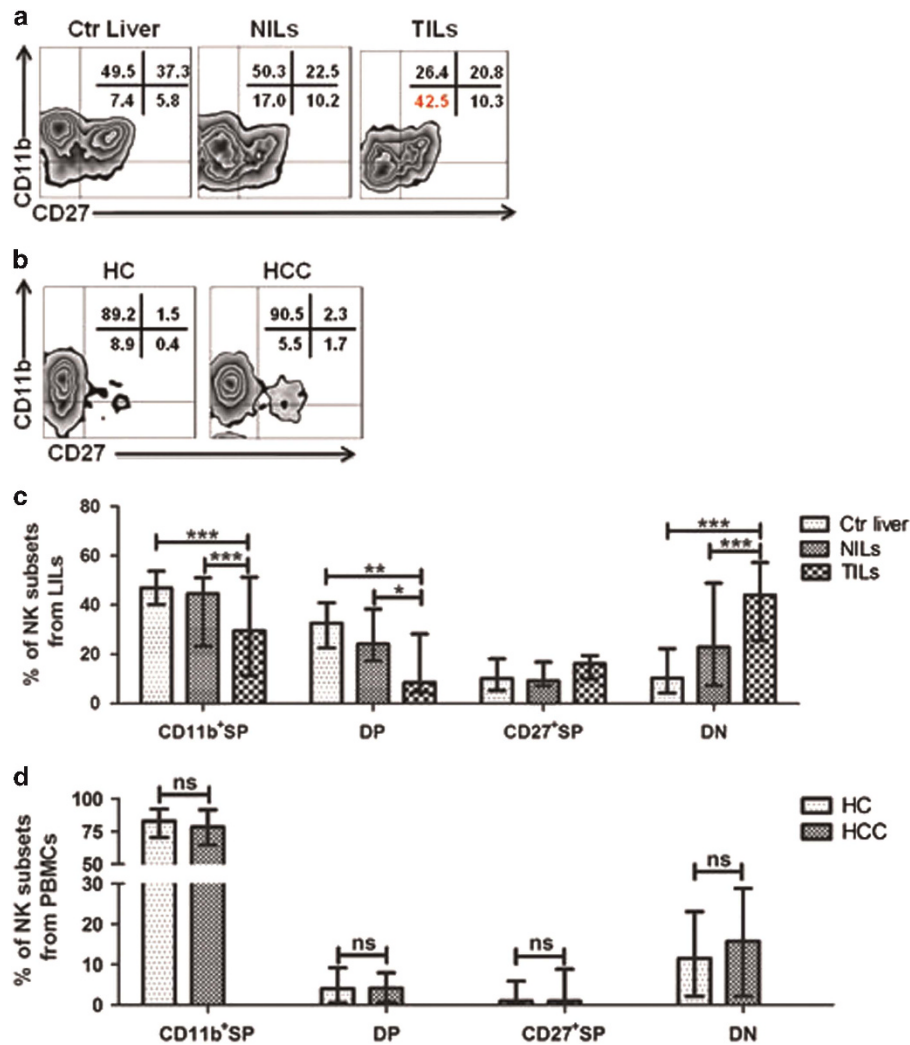 a
Ctr Liver NILs TILs
49.5 37.3 50.3 22.5 26.4 20.8
7.4 5.8 17.0 10.2 42.5 10.3
CD11b
CD27
b
HC HCC
89.2 1.5 90.5 2.3
8.9 0.4 5.5 1.7
CD11b
CD27
c
% of NK subsets
from LILs
80
60
40
20
0
*** *** ** * *** ***
Ctr liver
NILs
TILs
CD11b⁺SP DP CD27⁺SP DN
d
% of NK subsets
from PBMCs
100
75
50
30
20
10
0
ns ns ns ns
HC
HCC
CD11b⁺SP DP CD27⁺SP DN